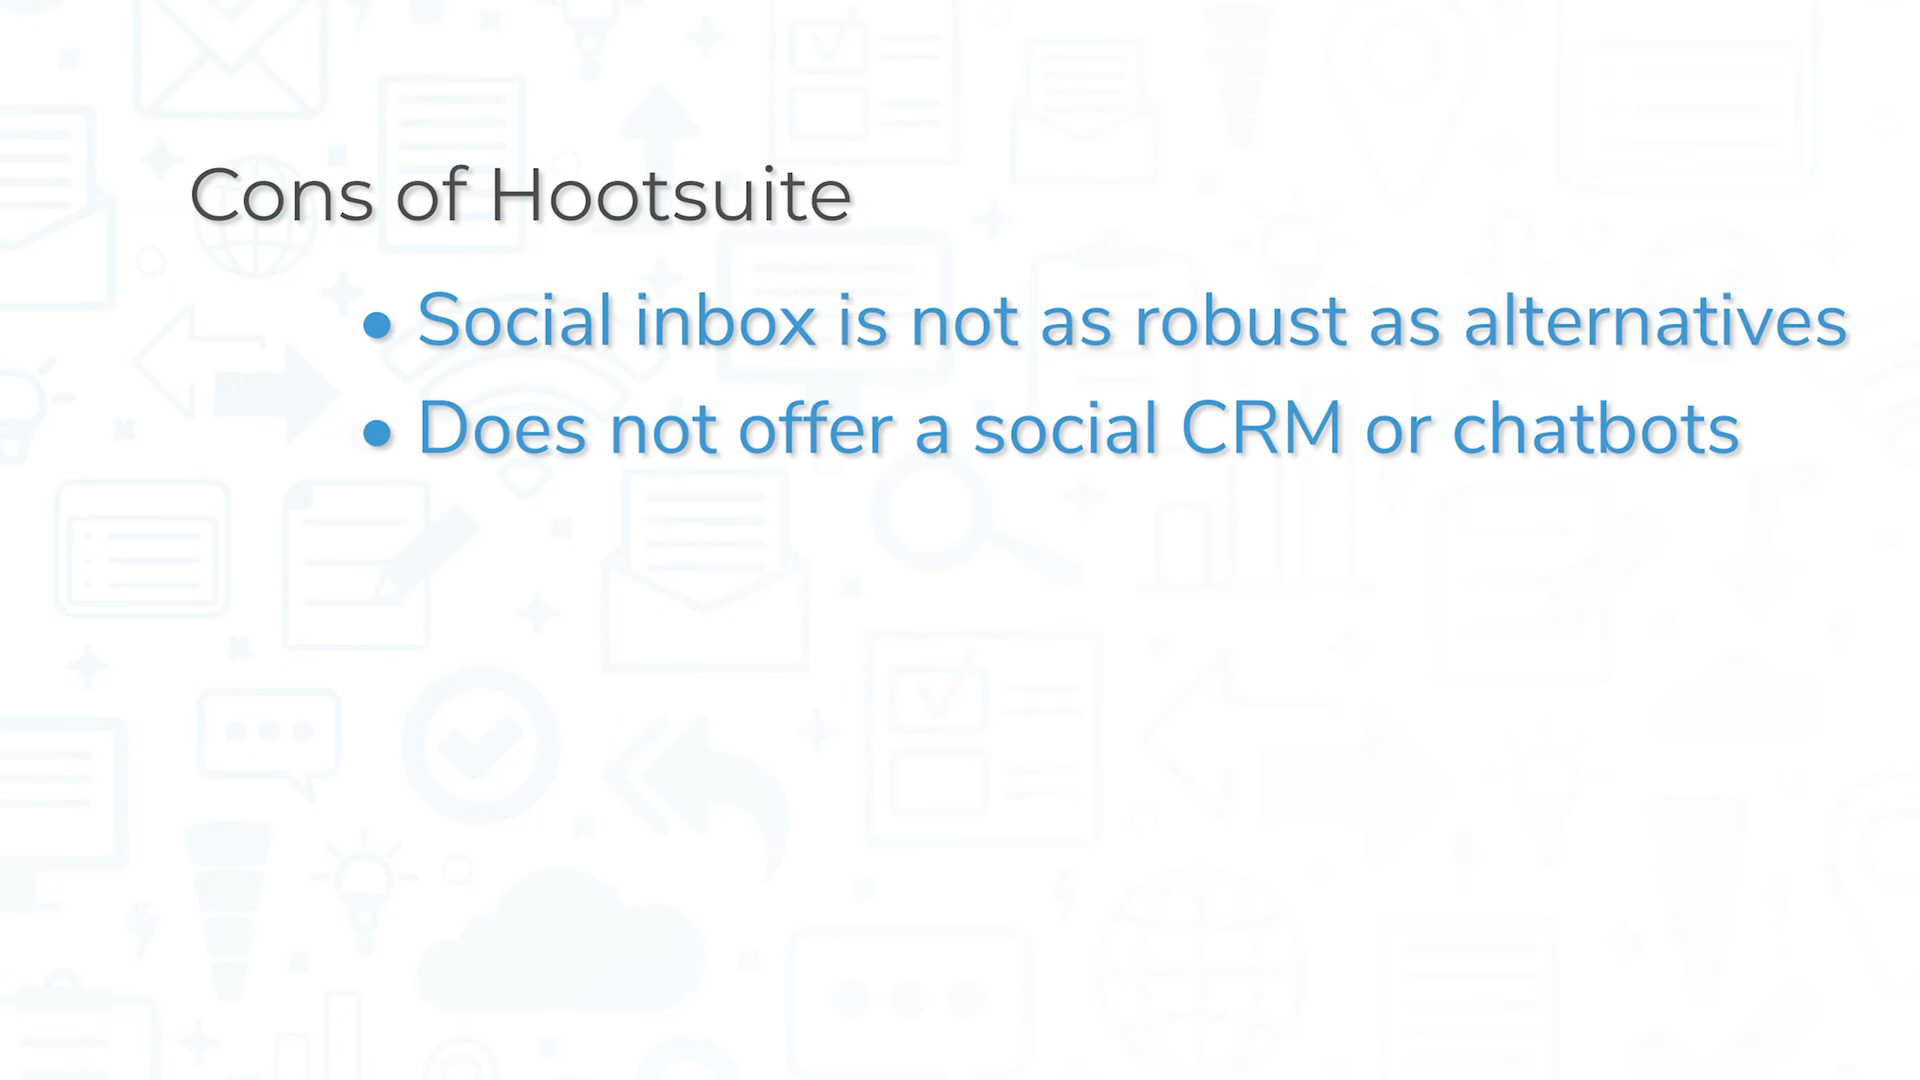 Cons of Hootsuite
• Social inbox is not as robust as alternatives
• Does not offer a social CRM or chatbots